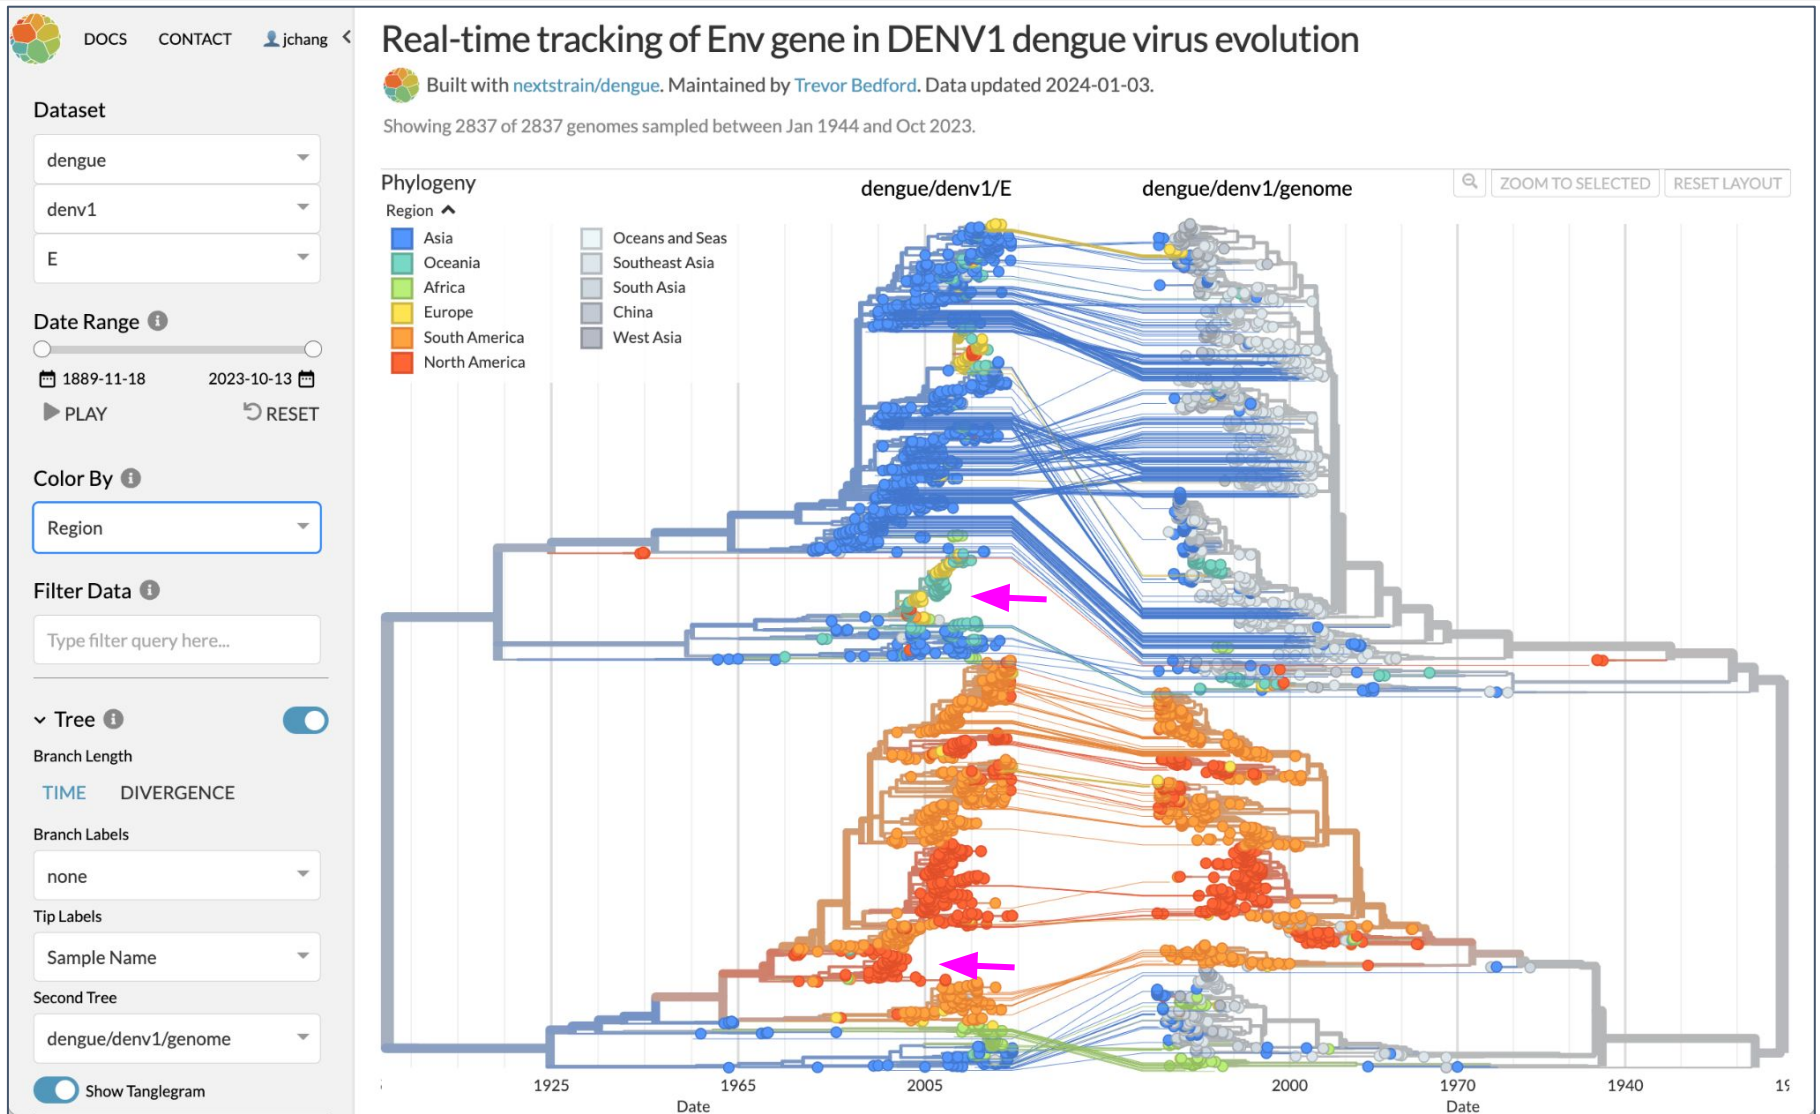 DOCS CONTACT jchang
Dataset
dengue
denv1
E
Date Range
1889-11-18 2023-10-13
PLAY RESET
Color By
Region
Filter Data
Type filter query here...
Tree
Branch Length
TIME DIVERGENCE
Branch Labels
none
Tip Labels
Sample Name
Second Tree
dengue/denv1/genome
Show Tanglegram
Real-time tracking of Env gene in DENV1 dengue virus evolution
Built with nextstrain/dengue. Maintained by Trevor Bedford. Data updated 2024-01-03.
Showing 2837 of 2837 genomes sampled between Jan 1944 and Oct 2023.
Phylogeny
dengue/denv1/E dengue/denv1/genome
ZOOM TO SELECTED RESET LAYOUT
Region
Asia Oceans and Seas
Oceania Southeast Asia
Africa South Asia
Europe China
South America West Asia
North America
1925 1965 2005 2000 1970 1940
Date Date